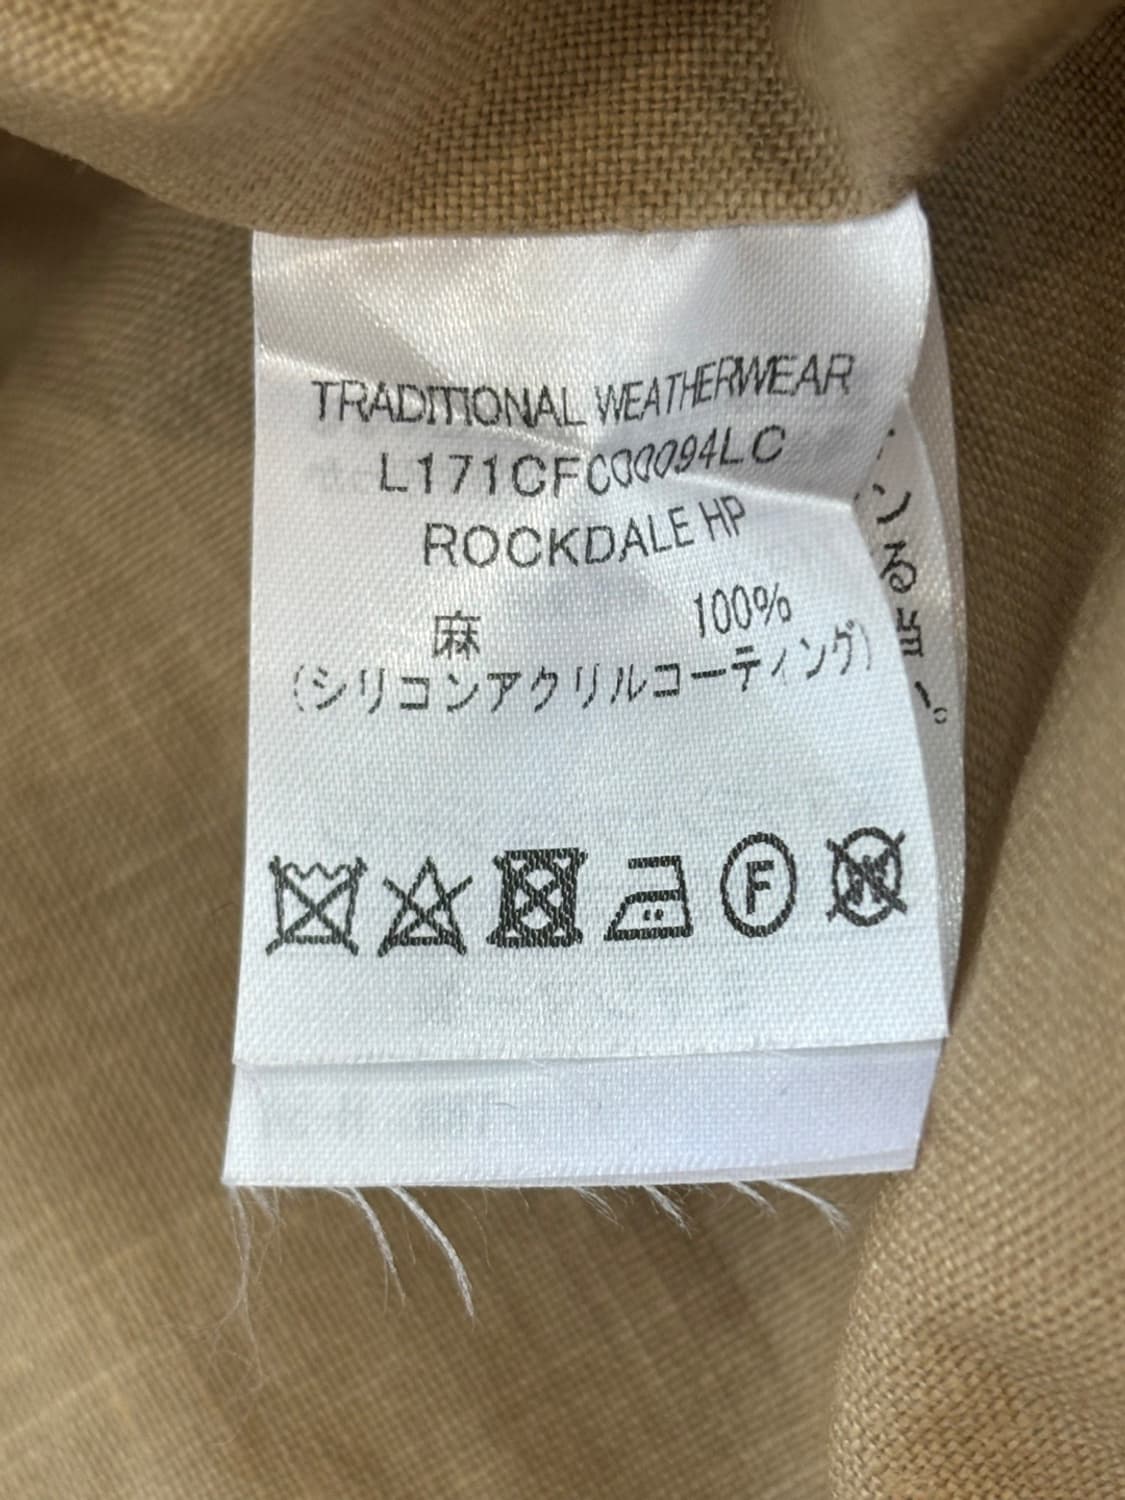 TRADITIONAL WEATHERWEAR
L171CFC00094LC
ROCKDALE HP
麻 100%
(シリコンアクリルコーティング)
F
W